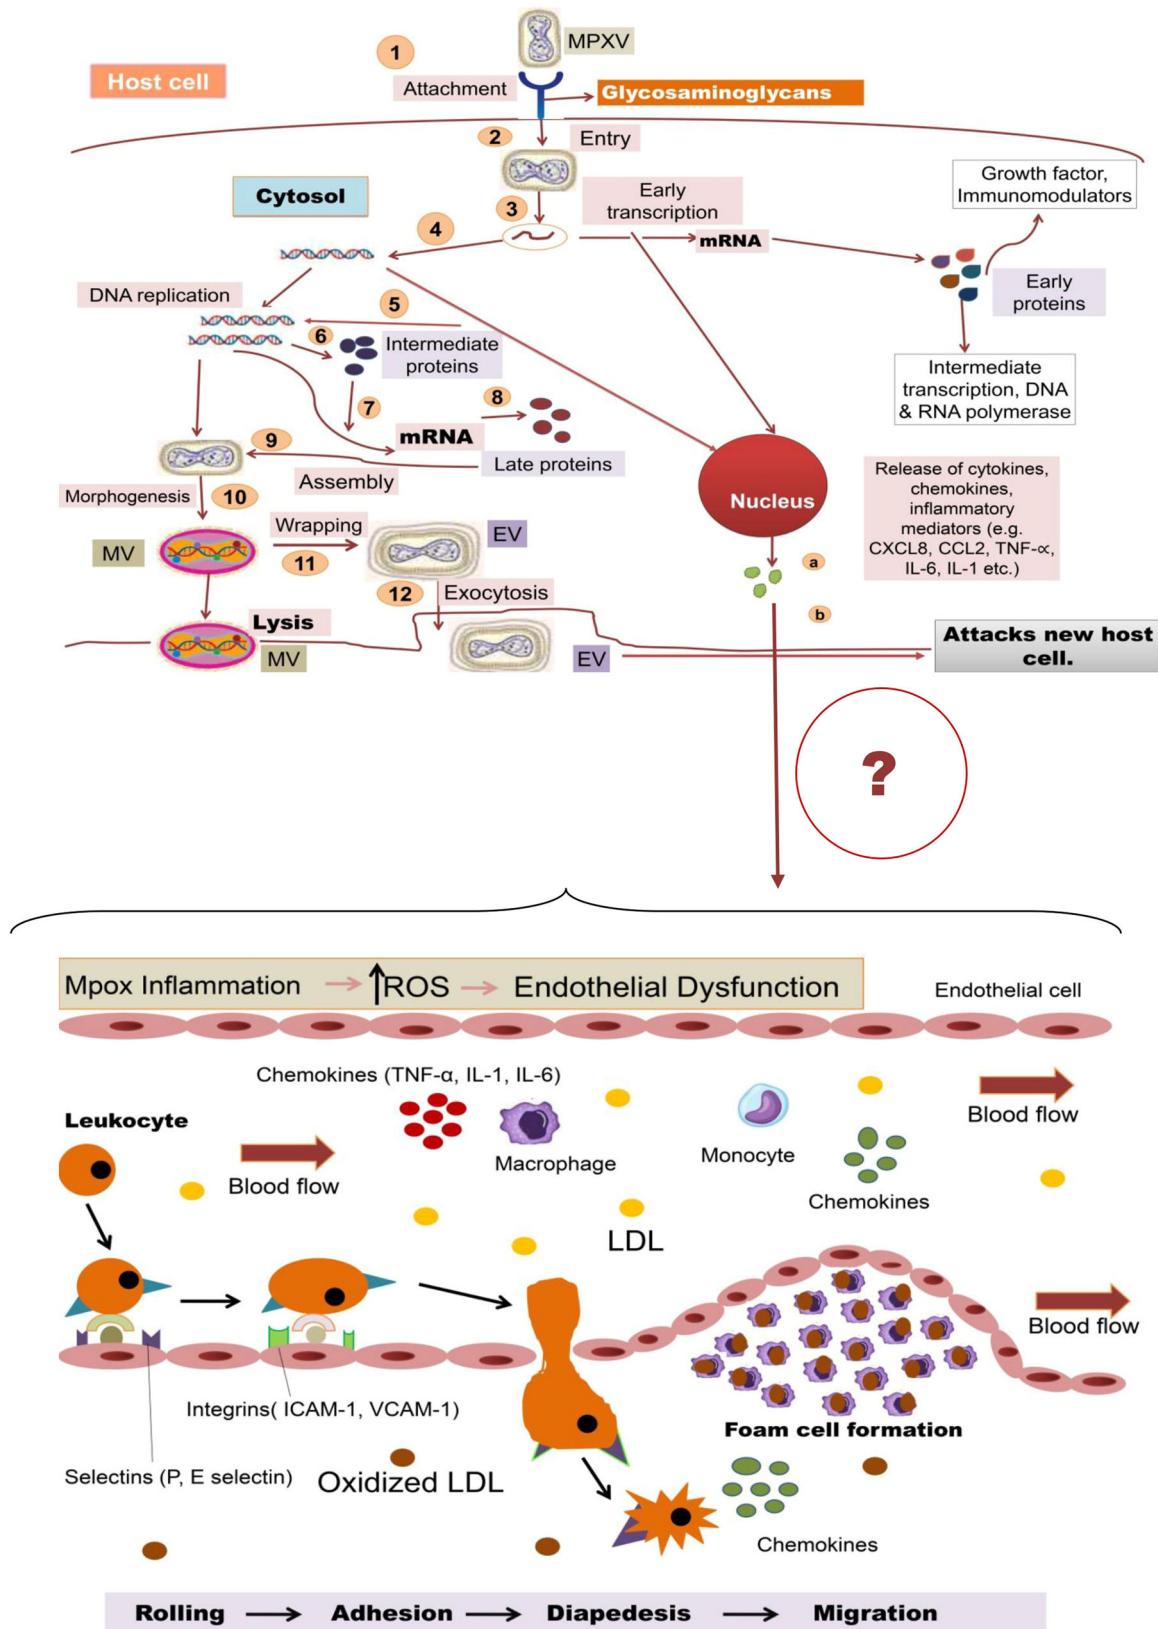 MPXV
1
Host cell
Attachment
Glycosaminoglycans
2
Entry
Cytosol
3
Early
transcription
Growth factor,
Immunomodulators
4
mRNA
DNA replication
5
Early
proteins
6
Intermediate
proteins
Intermediate
transcription, DNA
& RNA polymerase
7
8
mRNA
9
Late proteins
Assembly
Morphogenesis
10
Nucleus
Release of cytokines,
chemokines,
inflammatory
mediators (e.g.
CXCL8, CCL2, TNF-∝,
IL-6, IL-1 etc.)
MV
Wrapping
11
EV
a
12
Exocytosis
b
Lysis
MV
EV
Attacks new host
cell.
?
Mpox Inflammation → ↑ROS → Endothelial Dysfunction
Endothelial cell
Chemokines (TNF-α, IL-1, IL-6)
Leukocyte
Blood flow
Macrophage
Monocyte
Blood flow
Chemokines
LDL
Blood flow
Integrins( ICAM-1, VCAM-1)
Foam cell formation
Selectins (P, E selectin)
Oxidized LDL
Chemokines
Rolling → Adhesion → Diapedesis → Migration